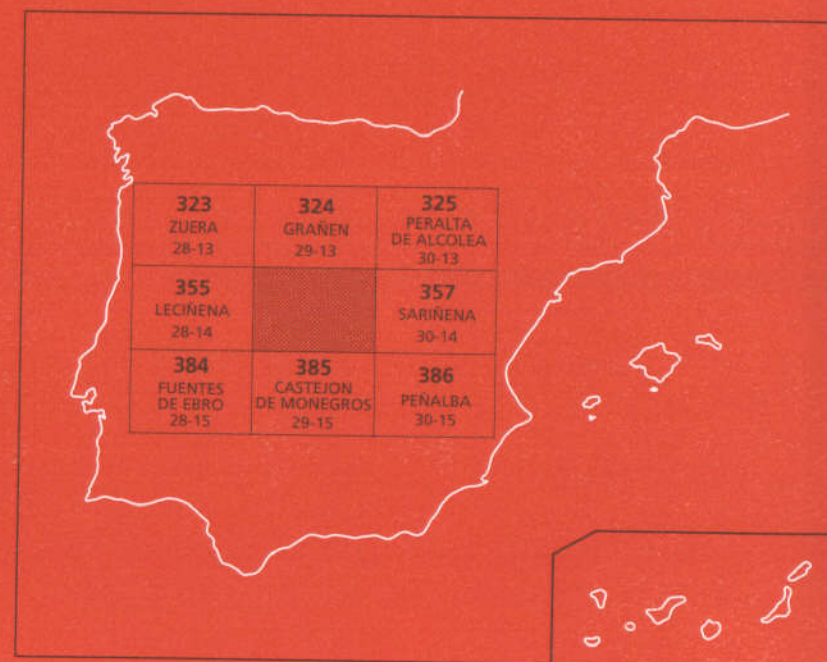 323
ZUERA
28-13
324
GRAÑEN
29-13
325
PERALTA
DE ALCOLEA
30-13
355
LECIÑENA
28-14
357
SARIÑENA
30-14
384
FUENTES
DE EBRO
28-15
385
CASTEJON
DE MONEGROS
29-15
386
PEÑALBA
30-15